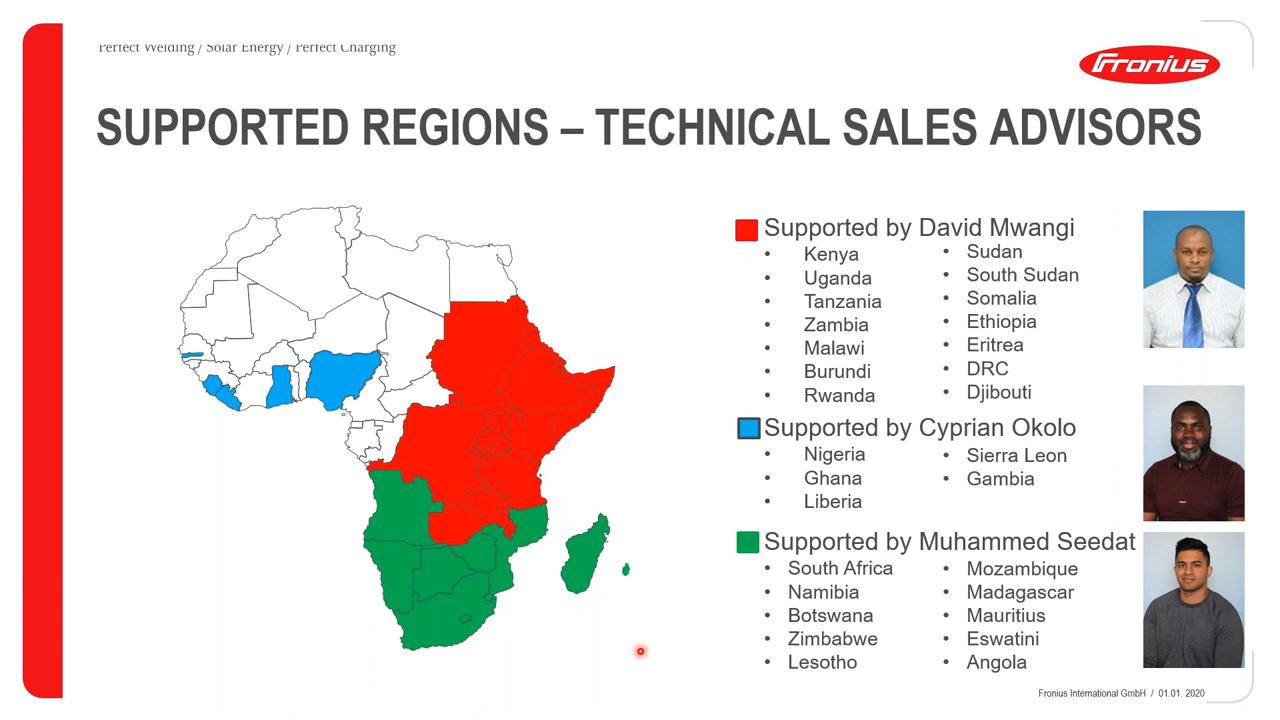 Perfect Welding / Solar Energy / Perfect Charging
Fronius
SUPPORTED REGIONS – TECHNICAL SALES ADVISORS
Supported by David Mwangi
• Kenya
• Uganda
• Tanzania
• Zambia
• Malawi
• Burundi
• Rwanda
• Sudan
• South Sudan
• Somalia
• Ethiopia
• Eritrea
• DRC
• Djibouti
Supported by Cyprian Okolo
• Nigeria
• Ghana
• Liberia
• Sierra Leon
• Gambia
Supported by Muhammed Seedat
• South Africa
• Namibia
• Botswana
• Zimbabwe
• Lesotho
• Mozambique
• Madagascar
• Mauritius
• Eswatini
• Angola
Fronius International GmbH / 01.01. 2020